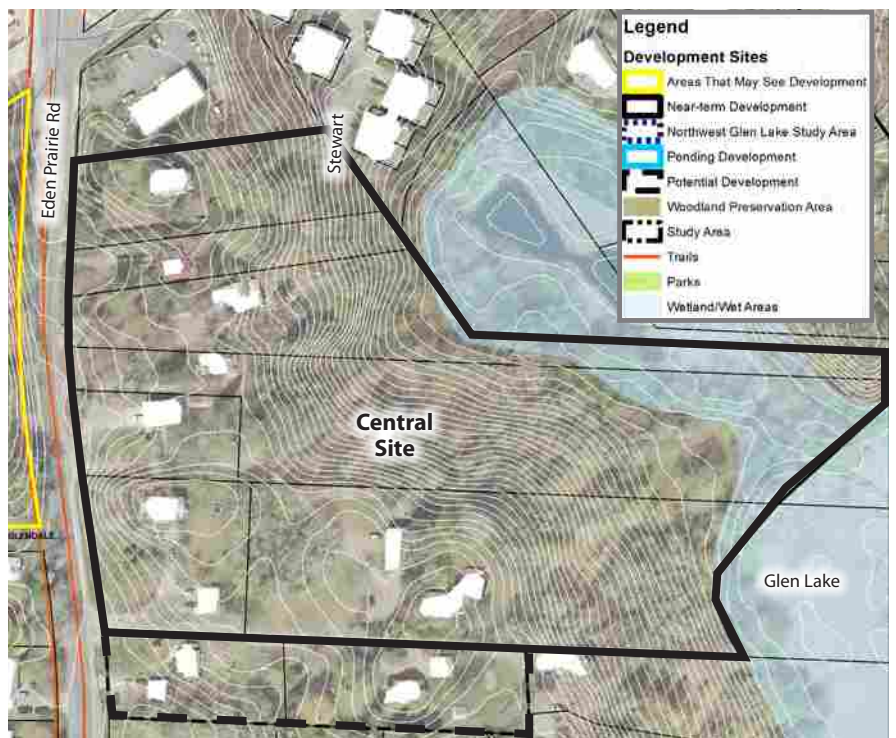 Legend
Development Sites
Areas That May See Development
Near-term Development
Northwest Glen Lake Study Area
Pending Development
Potential Development
Woodland Preservation Area
Study Area
Trails
Parks
Wetland/Wet Areas
Eden Prairie Rd
Stewart
Central
Site
GLENDALE
Glen Lake